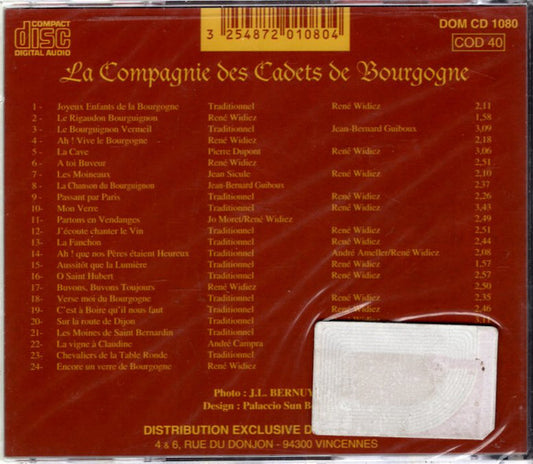 COMPACT
disc
DIGITAL AUDIO
3 254872 010804
DOM CD 1080
COD 40
La Compagnie des Cadets de Bourgogne
1- Joyeux Enfants de la Bourgogne Traditionnel René Widiez 2,11
2- Le Rigaudon Bourguignon René Widiez 1,58
3- Le Bourguignon Vermeil Traditionnel Jean-Bernard Guiboux 3,09
4- Ah ! Vive le Bourgogne René Widiez 2,18
5- La Cave Pierre Dupont René Widiez 3,06
6- A toi Buveur René Widiez 2,51
7- Les Moineaux Jean Sicule René Widiez 2,10
8- La Chanson du Bourguignon Jean-Bernard Guiboux 2,37
9- Passant par Paris Traditionnel René Widiez 2,26
10- Mon Verre Traditionnel René Widiez 3,43
11- Partons en Vendanges Jo Moret/René Widiez 2,49
12- J'écoute chanter le Vin Traditionnel René Widiez 2,51
13- La Fanchon Traditionnel René Widiez 2,44
14- Ah ! que nos Pères étaient Heureux Traditionnel André Ameller/René Widiez 2,08
15- Aussitôt que la Lumière Traditionnel René Widiez 1,57
16- O Saint Hubert Traditionnel René Widiez 2,57
17- Buvons, Buvons Toujours René Widiez 2,50
18- Verse moi du Bourgogne Traditionnel René Widiez 2,35
19- C'est à Boire qu'il nous faut Traditionnel René Widiez 2,46
20- Sur la route de Dijon Traditionnel René Widiez 3,11
21- Les Moines de Saint Bernardin Traditionnel
22- La vigne à Claudine André Campra
23- Chevaliers de la Table Ronde Traditionnel
24- Encore un verre de Bourgogne René Widiez
Photo : J.L. BERNUY
Design : Palaccio Sun
DISTRIBUTION EXCLUSIVE
4 & 6, RUE DU DONJON - 94300 VINCENNES